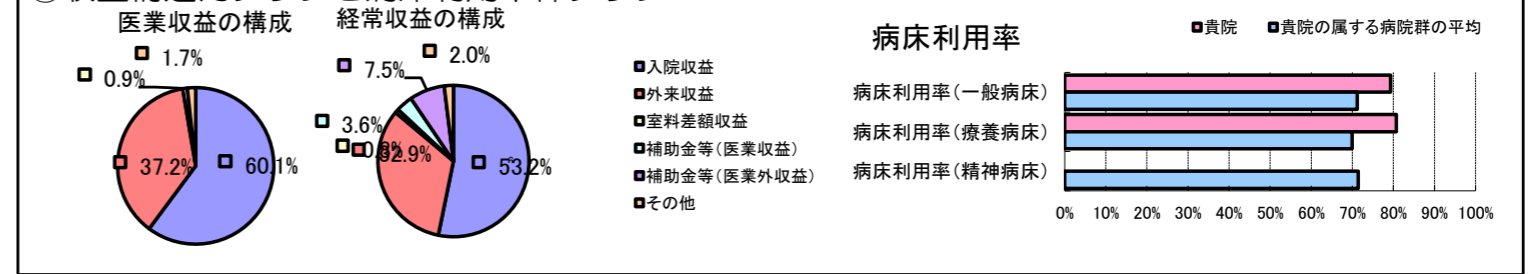 医業収益の構成
1.7%
0.9%
37.2%
60.1%
経常収益の構成
2.0%
7.5%
3.6%
32.9%
53.2%
入院収益
外来収益
室料差額収益
補助金等(医業収益)
補助金等(医業外収益)
その他
病床利用率
貴院 貴院の属する病院群の平均
病床利用率(一般病床)
病床利用率(療養病床)
病床利用率(精神病床)
0% 10% 20% 30% 40% 50% 60% 70% 80% 90% 100%